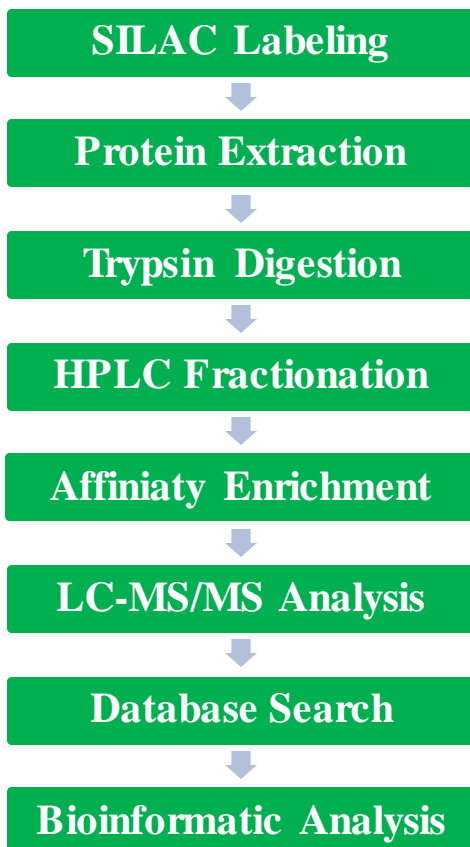 SILAC Labeling
Protein Extraction
Trypsin Digestion
HPLC Fractionation
Affiniaty Enrichment
LC-MS/MS Analysis
Database Search
Bioinformatic Analysis